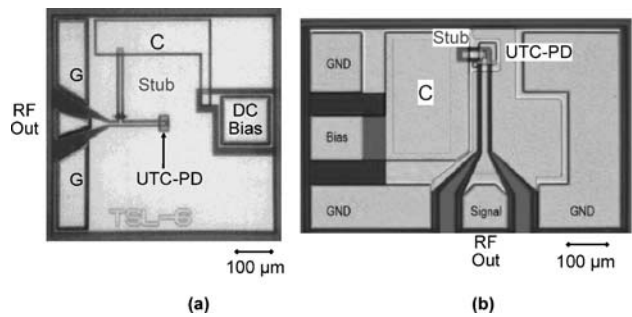 C
Stub
G
RF
Out
DC
Bias
G
UTC-PD
TSL-6
100 µm
(a)
Stub
UTC-PD
GND
C
Bias
GND
Signal
GND
RF
Out
100 µm
(b)